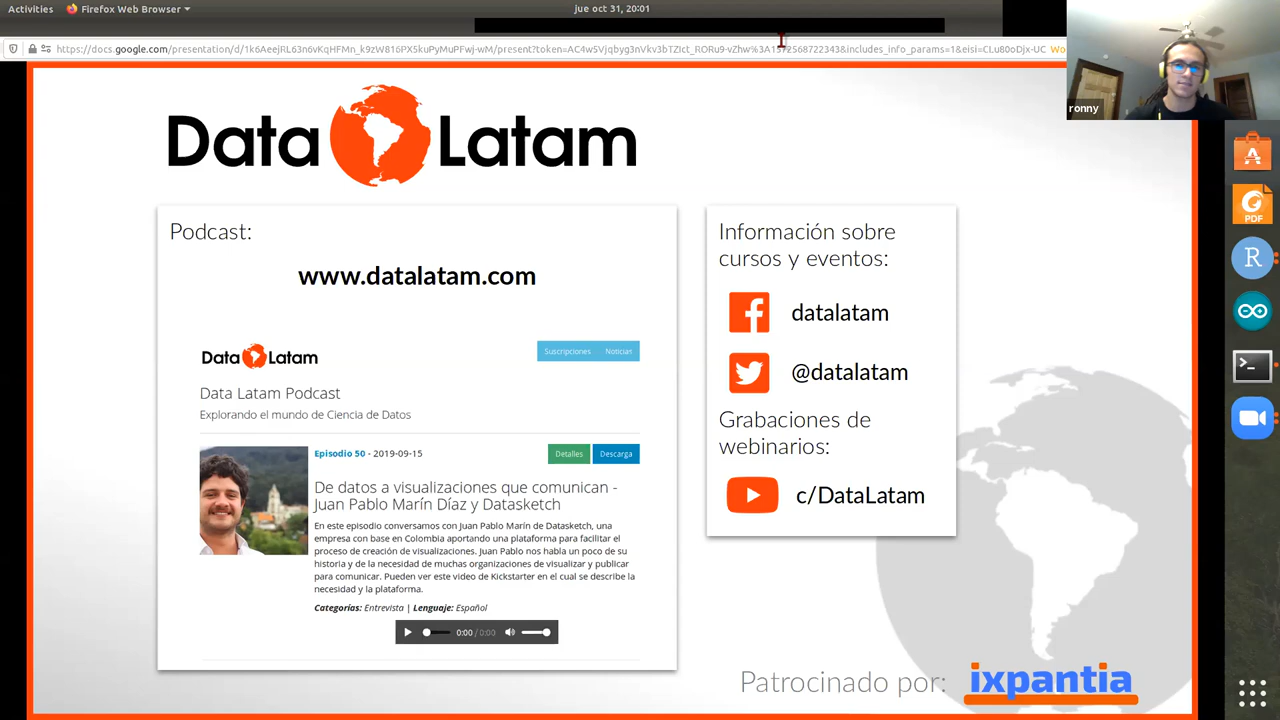 Activities
Firefox Web Browser
jue oct 31, 20:01
ronny
Data Latam
Podcast:
www.datalatam.com
Data Latam
Suscripciones
Noticias
Data Latam Podcast
Explorando el mundo de Ciencia de Datos
Episodio 50 - 2019-09-15
Detalles
Descarga
De datos a visualizaciones que comunican -
Juan Pablo Marín Díaz y Datasketch
En este episodio conversamos con Juan Pablo Marín de Datasketch, una
empresa con base en Colombia aportando una plataforma para facilitar el
proceso de creación de visualizaciones. Juan Pablo nos habla un poco de su
historia y de la necesidad de muchas organizaciones de visualizar y publicar
para comunicar. Pueden ver este video de Kickstarter en el cual se describe la
necesidad y la plataforma.
Categorías: Entrevista | Lenguaje: Español
0:00 / 0:00
Información sobre
cursos y eventos:
datalatam
@datalatam
Grabaciones de
webinarios:
c/DataLatam
Patrocinado por:
ixpantia
PDF
R